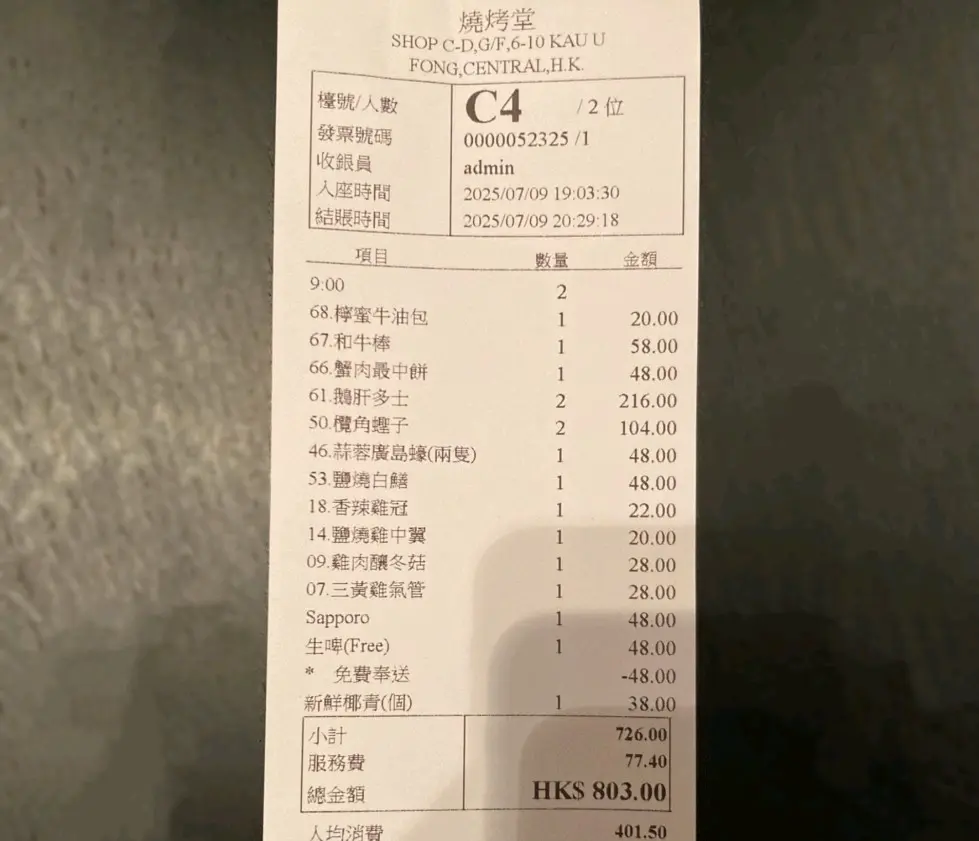 燒烤堂
SHOP C-D,G/F,6-10 KAU U
FONG,CENTRAL,H.K.
檯號/人數 C4 / 2 位
發票號碼 0000052325 /1
收銀員 admin
入座時間 2025/07/09 19:03:30
結賬時間 2025/07/09 20:29:18
項目 數量 金額
9:00 2
68.檸蜜牛油包 1 20.00
67.和牛棒 1 58.00
66.蟹肉最中餅 1 48.00
61.鵝肝多士 2 216.00
50.欖角蟶子 2 104.00
46.蒜蓉廣島蠔(兩隻) 1 48.00
53.鹽燒白鱔 1 48.00
18.香辣雞冠 1 22.00
14.鹽燒雞中翼 1 20.00
09.雞肉釀冬菇 1 28.00
07.三黃雞氣管 1 28.00
Sapporo 1 48.00
生啤(Free) 1 48.00
* 免費奉送 -48.00
新鮮椰青(個) 1 38.00
小計 726.00
服務費 77.40
總金額 HK$ 803.00
人均消費 401.50